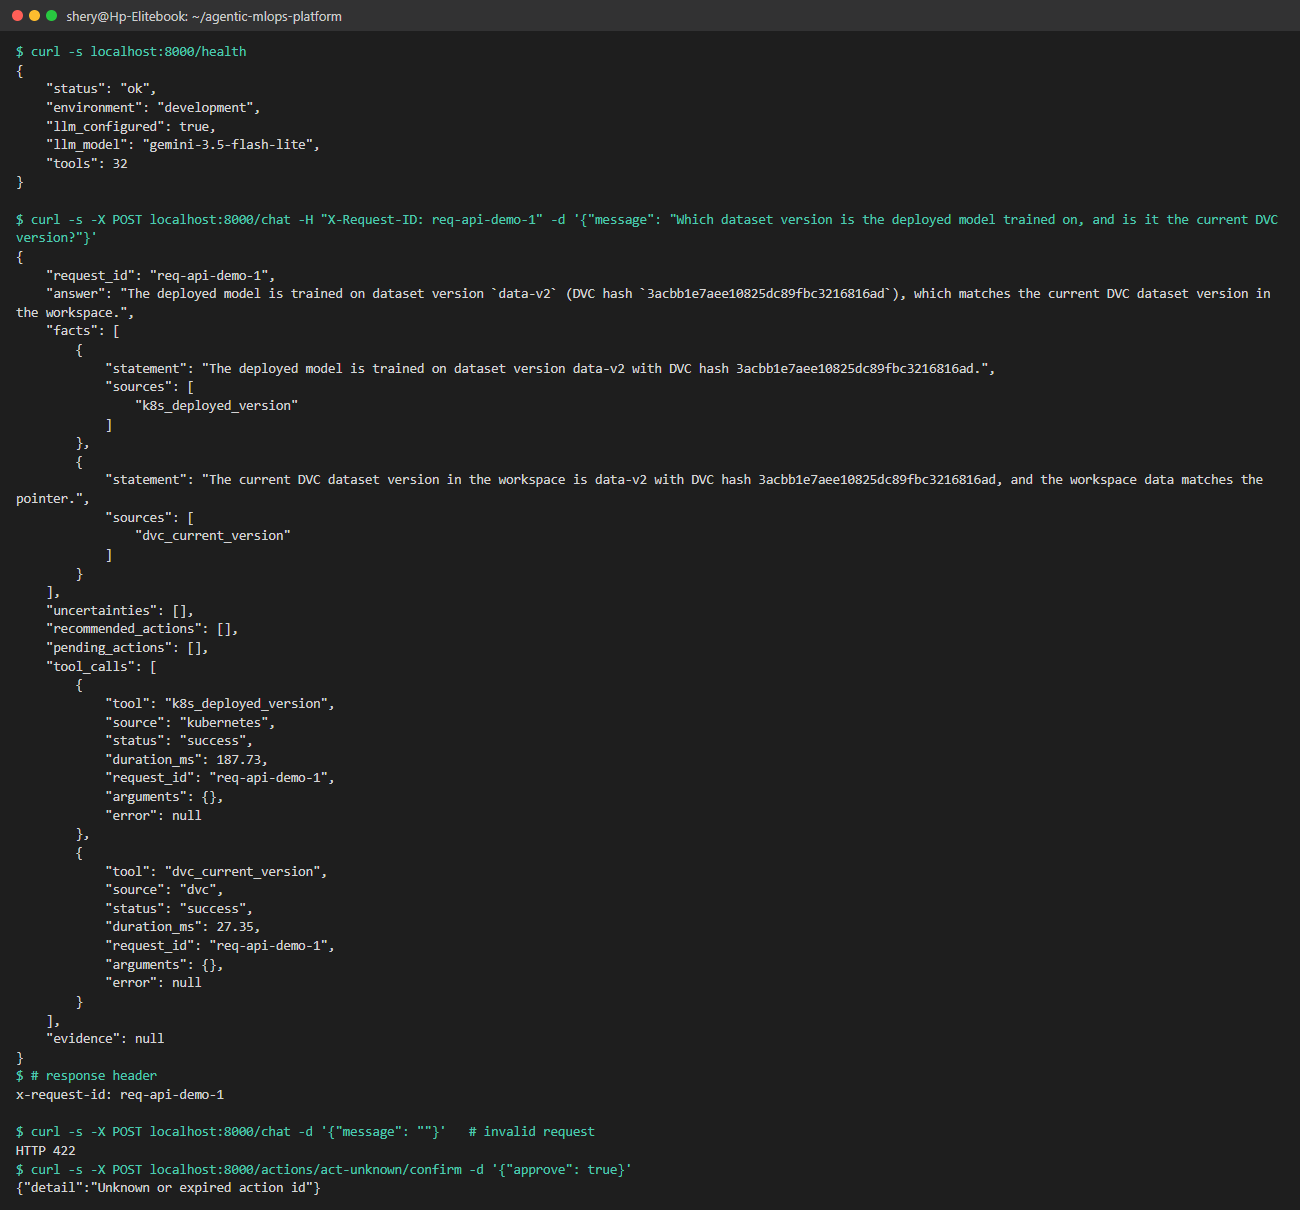 shery@Hp-Elitebook: ~/agentic-mlops-platform
$ curl -s localhost:8000/health
{
    "status": "ok",
    "environment": "development",
    "llm_configured": true,
    "llm_model": "gemini-3.5-flash-lite",
    "tools": 32
}
$ curl -s -X POST localhost:8000/chat -H "X-Request-ID: req-api-demo-1" -d '{"message": "Which dataset version is the deployed model trained on, and is it the current DVC
version?"}'
{
    "request_id": "req-api-demo-1",
    "answer": "The deployed model is trained on dataset version `data-v2` (DVC hash `3acbb1e7aee10825dc89fbc3216816ad`), which matches the current DVC dataset version in
the workspace.",
    "facts": [
        {
            "statement": "The deployed model is trained on dataset version data-v2 with DVC hash 3acbb1e7aee10825dc89fbc3216816ad.",
            "sources": [
                "k8s_deployed_version"
            ]
        },
        {
            "statement": "The current DVC dataset version in the workspace is data-v2 with DVC hash 3acbb1e7aee10825dc89fbc3216816ad, and the workspace data matches the
pointer.",
            "sources": [
                "dvc_current_version"
            ]
        }
    ],
    "uncertainties": [],
    "recommended_actions": [],
    "pending_actions": [],
    "tool_calls": [
        {
            "tool": "k8s_deployed_version",
            "source": "kubernetes",
            "status": "success",
            "duration_ms": 187.73,
            "request_id": "req-api-demo-1",
            "arguments": {},
            "error": null
        },
        {
            "tool": "dvc_current_version",
            "source": "dvc",
            "status": "success",
            "duration_ms": 27.35,
            "request_id": "req-api-demo-1",
            "arguments": {},
            "error": null
        }
    ],
    "evidence": null
}
$ # response header
x-request-id: req-api-demo-1
$ curl -s -X POST localhost:8000/chat -d '{"message": ""}'   # invalid request
HTTP 422
$ curl -s -X POST localhost:8000/actions/act-unknown/confirm -d '{"approve": true}'
{"detail":"Unknown or expired action id"}